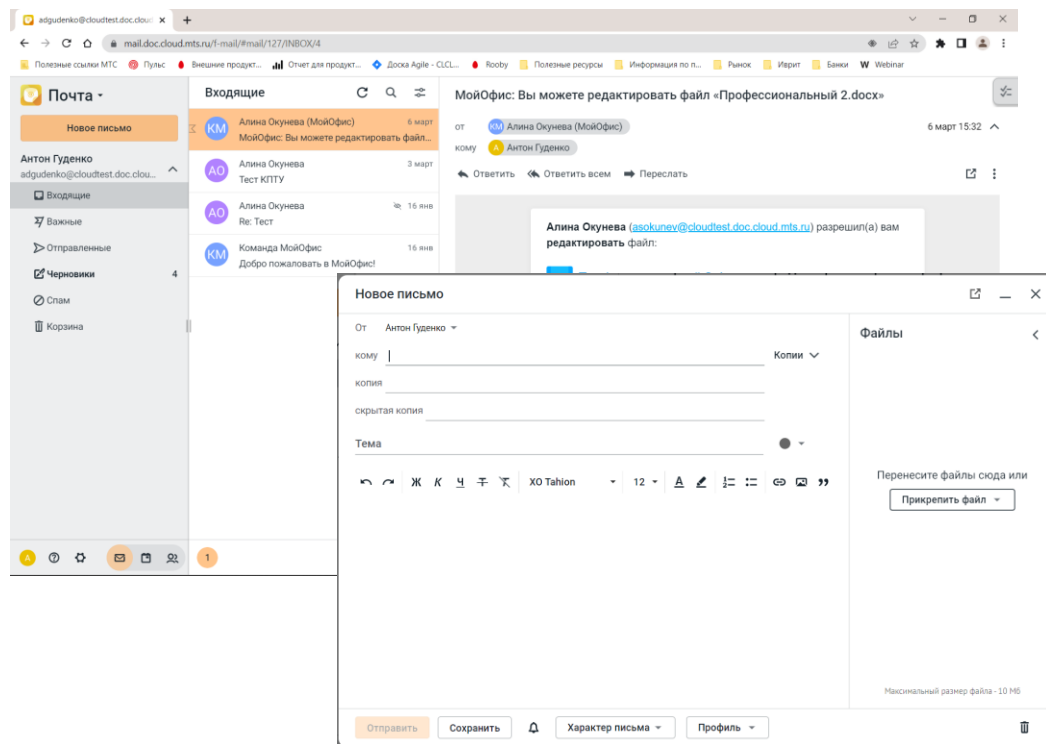 adgudenko@cloudtest.doc.cloud
mail.doc.cloud.mts.ru/f-mail/#mail/127/INBOX/4
Полезные ссылки МТС Пульс Внешние продукт... Отчет для продукт... Доска Agile - CLCL... Rooby Полезные ресурсы Информация по п... Рынок Иврит Банки W Webinar
Почта
Новое письмо
Антон Гуденко
adgudenko@cloudtest.doc.clou...
Входящие
Важные
Отправленные
Черновики 4
Спам
Корзина
А
Входящие
КМ Алина Окунева (МойОфис) 6 март
МойОфис: Вы можете редактировать файл...
АО Алина Окунева 3 март
Тест КПТУ
АО Алина Окунева 16 янв
Re: Тест
КМ Команда МойОфис 16 янв
Добро пожаловать в МойОфис!
1
МойОфис: Вы можете редактировать файл «Профессиональный 2.docx»
от КМ Алина Окунева (МойОфис) 6 март 15:32
кому А Антон Гуденко
Ответить Ответить всем Переслать
Алина Окунева (asokunev@cloudtest.doc.cloud.mts.ru) разрешил(а) вам
редактировать файл:
Новое письмо
От Антон Гуденко
кому Копии
копия
скрытая копия
Тема
Ж К Ч Т Т XO Tahion 12 A
Файлы
Перенесите файлы сюда или
Прикрепить файл
Максимальный размер файла - 10 Мб
Отправить Сохранить Характер письма Профиль